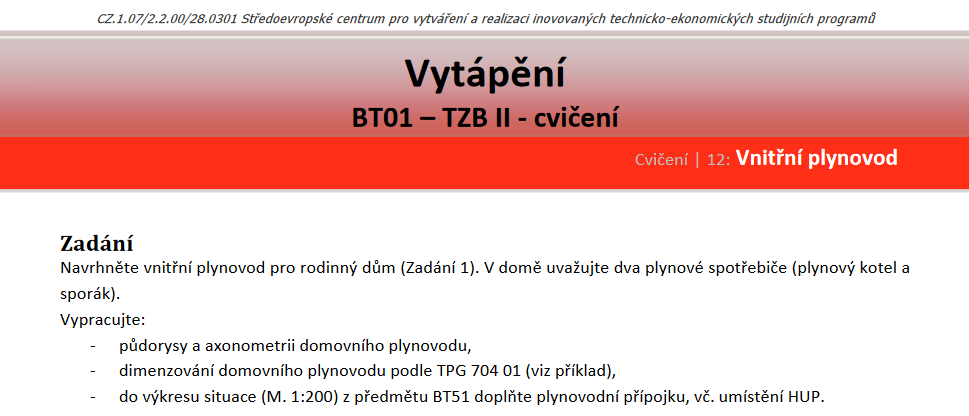 CZ.1.07/2.2.00/28.0301 Středoevropské centrum pro vytváření a realizaci inovovaných technicko-ekonomických studijních programů
Vytápění
BT01 – TZB II - cvičení
Cvičení | 12: Vnitřní plynovod
Zadání
Navrhněte vnitřní plynovod pro rodinný dům (Zadání 1). V domě uvažujte dva plynové spotřebiče (plynový kotel a
sporák).
Vypracujte:
- půdorysy a axonometrii domovního plynovodu,
- dimenzování domovního plynovodu podle TPG 704 01 (viz příklad),
- do výkresu situace (M. 1:200) z předmětu BT51 doplňte plynovodní přípojku, vč. umístění HUP.